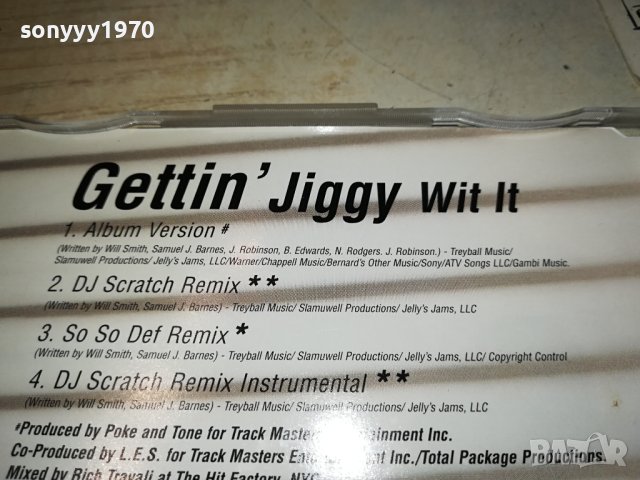 sonyyy1970
Gettin' Jiggy Wit It
1. Album Version #
(Written by Will Smith, Samuel J. Barnes, J. Robinson, B. Edwards, N. Rodgers. J. Robinson.) - Treyball Music/
Slamuwell Productions/ Jelly's Jams, LLC/Warner/Chappell Music/Bernard's Other Music/Sony/ATV Songs LLC/Gambi Music.
2. DJ Scratch Remix **
(Written by Will Smith, Samuel J. Barnes) - Treyball Music/ Slamuwell Productions/ Jelly's Jams, LLC
3. So So Def Remix *
(Written by Will Smith, Samuel J. Barnes) - Treyball Music/ Slamuwell Productions/ Jelly's Jams, LLC/ Copyright Control
4. DJ Scratch Remix Instrumental **
(Written by Will Smith, Samuel J. Barnes) - Treyball Music/ Slamuwell Productions/ Jelly's Jams, LLC
#Produced by Poke and Tone for Track Masters Entertainment Inc.
Co-Produced by L.E.S. for Track Masters Entertainment Inc./Total Package Productions.
Mixed by Rich Travali at The Hit Factory, NYC
BAZAR